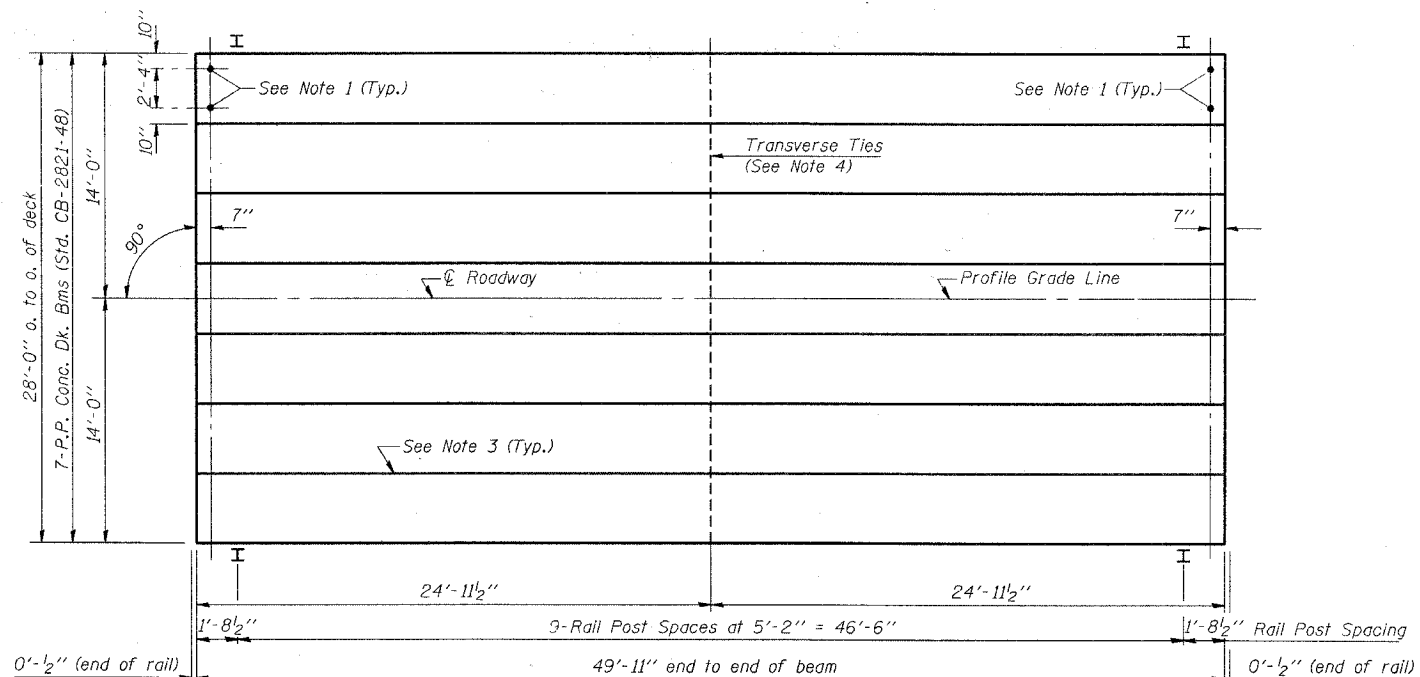 10"
See Note 1 (Typ.)
See Note 1 (Typ.)
2'-4"
10"
Transverse Ties
(See Note 4)
28'-0" o. to o. of deck
7-P.P. Conc. Dk. Bms (Std. CB-2821-48)
14'-0"
90°
7"
7"
℄ Roadway
Profile Grade Line
14'-0"
See Note 3 (Typ.)
24'-11½"
24'-11½"
1'-8½"
9-Rail Post Spaces at 5'-2" = 46'-6"
1'-8½" Rail Post Spacing
0'-½" (end of rail)
49'-11" end to end of beam
0'-½" (end of rail)